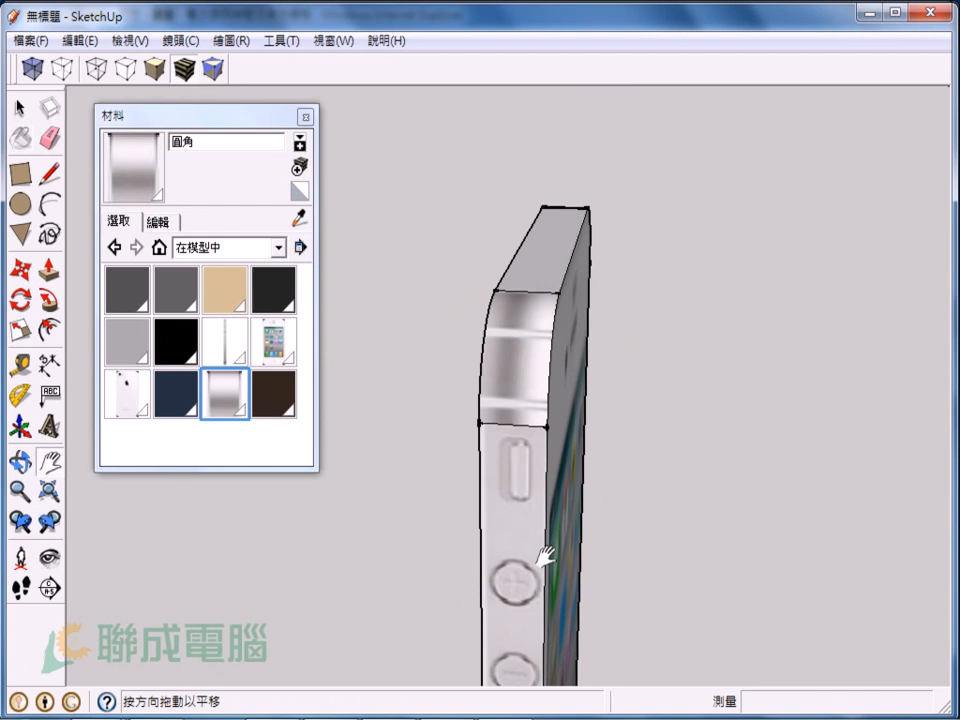 無標題 - SketchUp
檔案(F) 編輯(E) 檢視(V) 鏡頭(C) 繪圖(R) 工具(T) 視窗(W) 說明(H)
材料
圓角
選取 編輯
在模型中
ABC
聯成電腦
按方向拖動以平移
測量